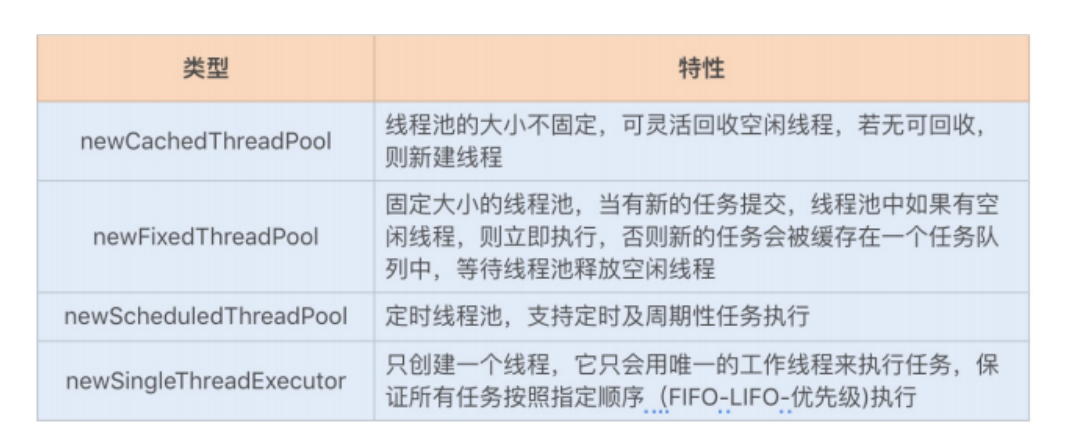 类型
特性
newCachedThreadPool
线程池的大小不固定，可灵活回收空闲线程，若无可回收，
则新建线程
newFixedThreadPool
固定大小的线程池，当有新的任务提交，线程池中如果有空
闲线程，则立即执行，否则新的任务会被缓存在一个任务队
列中，等待线程池释放空闲线程
newScheduledThreadPool
定时线程池，支持定时及周期性任务执行
newSingleThreadExecutor
只创建一个线程，它只会用唯一的工作线程来执行任务，保
证所有任务按照指定顺序（FIFO-LIFO-优先级)执行